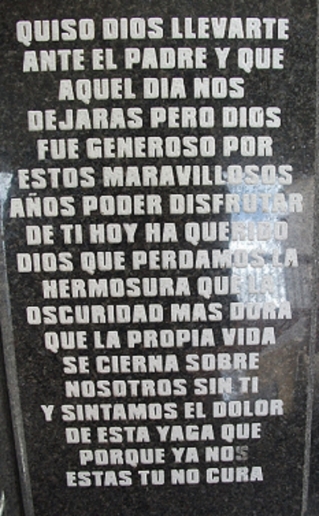 QUISO DIOS LLEVARTE
ANTE EL PADRE Y QUE
AQUEL DIA NOS
DEJARAS PERO DIOS
FUE GENEROSO POR
ESTOS MARAVILLOSOS
AÑOS PODER DISFRUTAR
DE TI HOY HA QUERIDO
DIOS QUE PERDAMOS LA
HERMOSURA QUE LA
OSCURIDAD MAS DURA
QUE LA PROPIA VIDA
SE CIERNA SOBRE
NOSOTROS SIN TI
Y SINTAMOS EL DOLOR
DE ESTA YAGA QUE
PORQUE YA NOS
ESTAS TU NO CURA